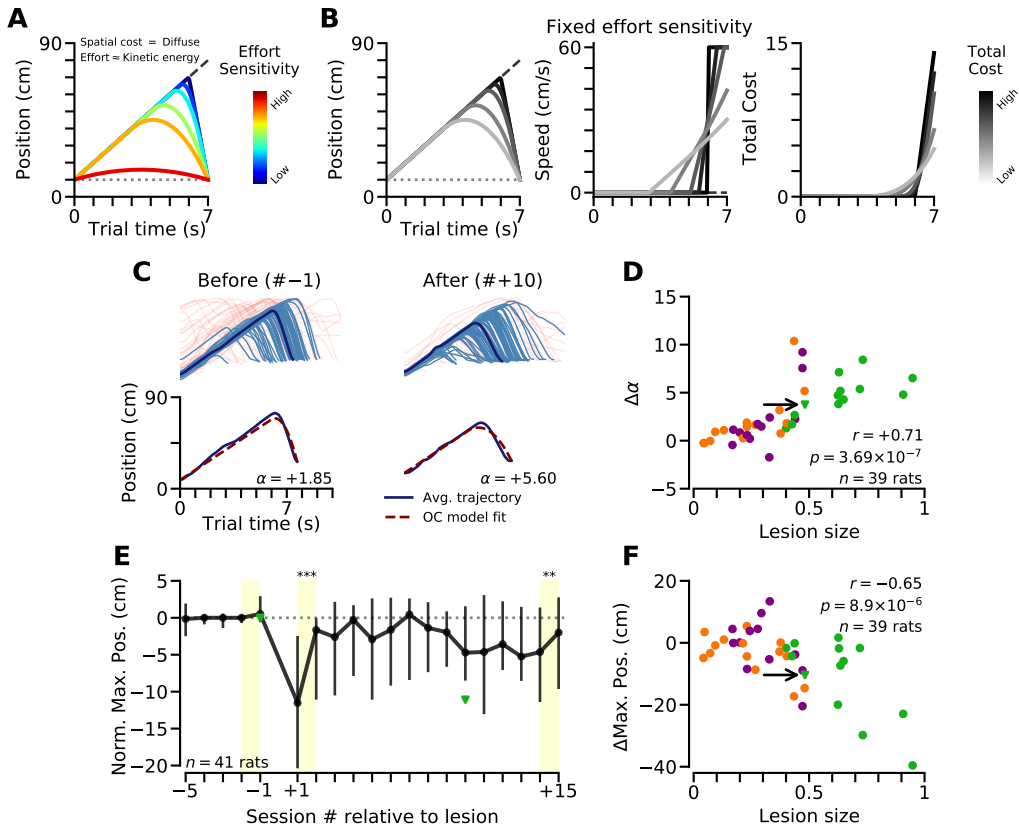 A
90
Position (cm)
0
Spatial cost = Diffuse
Effort ≈ Kinetic energy
0
7
Trial time (s)
Effort
Sensitivity
High
Low
B
Fixed effort sensitivity
90
Position (cm)
0
0
7
Trial time (s)
60
Speed (cm/s)
0
0
7
15
Total Cost
0
0
7
Total
Cost
High
Low
C
Before (#−1)
After (#+10)
90
Position (cm)
0
α = +1.85
α = +5.60
0
7
Trial time (s)
Avg. trajectory
OC model fit
D
15
10
5
0
−5
Δα
r = +0.71
p = 3.69×10⁻⁷
n = 39 rats
0
0.5
1
Lesion size
E
5
0
−5
−10
−15
−20
Norm. Max. Pos. (cm)
***
**
n = 41 rats
−5
−1
+1
+15
Session # relative to lesion
F
20
0
−20
−40
ΔMax. Pos. (cm)
r = −0.65
p = 8.9×10⁻⁶
n = 39 rats
0
0.5
1
Lesion size